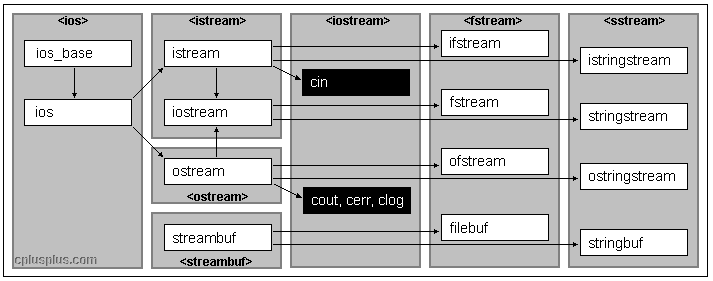 <ios>
<istream>
<iostream>
<fstream>
<sstream>
ios_base
istream
ifstream
istringstream
cin
ios
iostream
fstream
stringstream
ostream
ofstream
ostringstream
<ostream>
cout, cerr, clog
streambuf
filebuf
stringbuf
<streambuf>
cplusplus.com